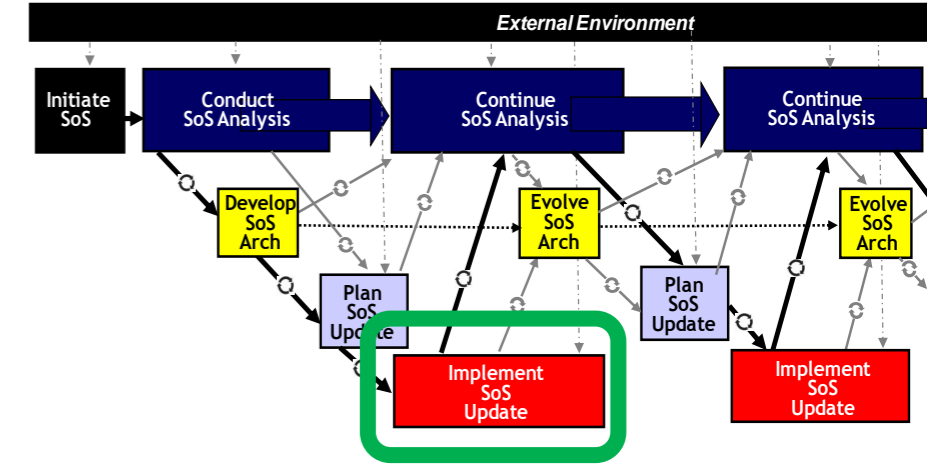 External Environment
Initiate
SoS
Conduct
SoS Analysis
Continue
SoS Analysis
Continue
SoS Analysis
Develop
SoS
Arch
Evolve
SoS
Arch
Evolve
SoS
Arch
Plan
SoS
Update
Plan
SoS
Update
Implement
SoS
Update
Implement
SoS
Update